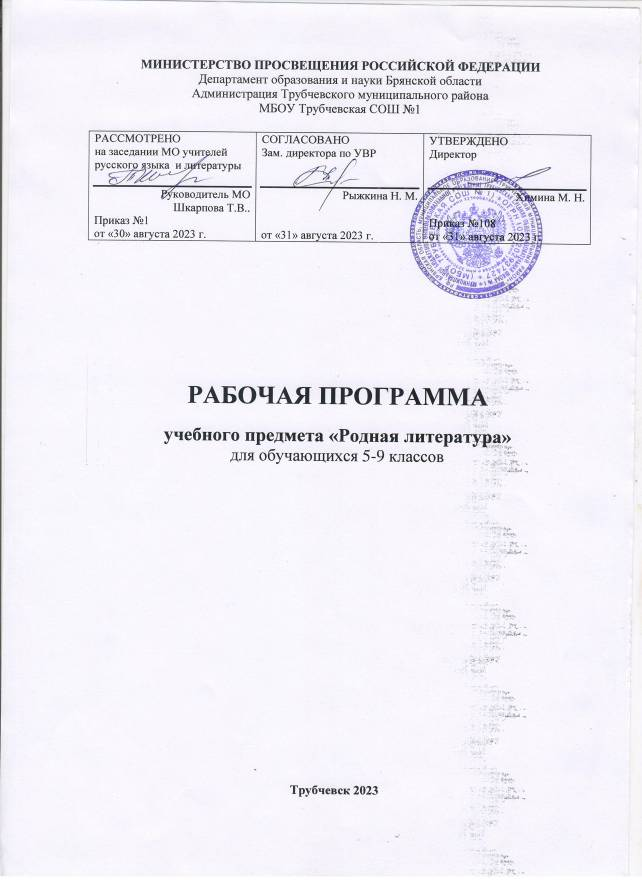 МИНИСТЕРСТВО ПРОСВЕЩЕНИЯ РОССИЙСКОЙ ФЕДЕРАЦИИ
Департамент образования и науки Брянской области
Администрация Трубчевского муниципального района
МБОУ Трубчевская СОШ №1
РАССМОТРЕНО
на заседании МО учителей
русского языка и литературы
Руководитель МО
Шкарпова Т.В..
Приказ №1
от «30» августа 2023 г.
СОГЛАСОВАНО
Зам. директора по УВР
Рыжкина Н. М.
от «31» августа 2023 г.
УТВЕРЖДЕНО
Директор
Химина М. Н.
Приказ №108
от «31» августа 2023 г.
РАБОЧАЯ ПРОГРАММА
учебного предмета «Родная литература»
для обучающихся 5-9 классов
Трубчевск 2023